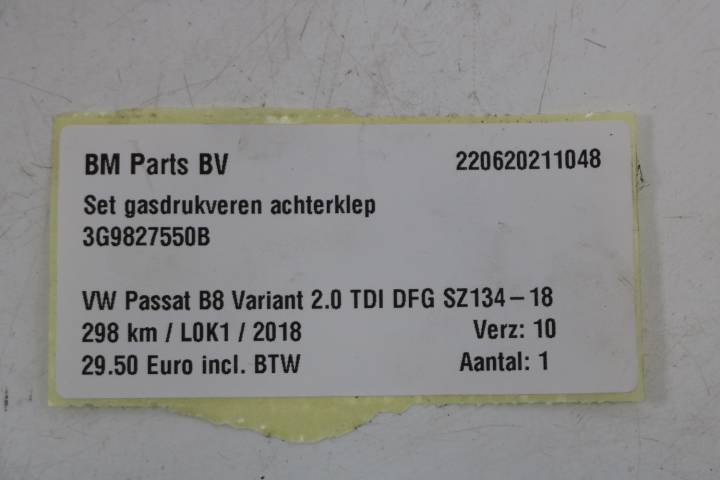 BM Parts BV 220620211048
Set gasdrukveren achterklep
3G9827550B
VW Passat B8 Variant 2.0 TDI DFG SZ134-18
298 km / L0K1 / 2018 Verz: 10
29.50 Euro incl. BTW Aantal: 1